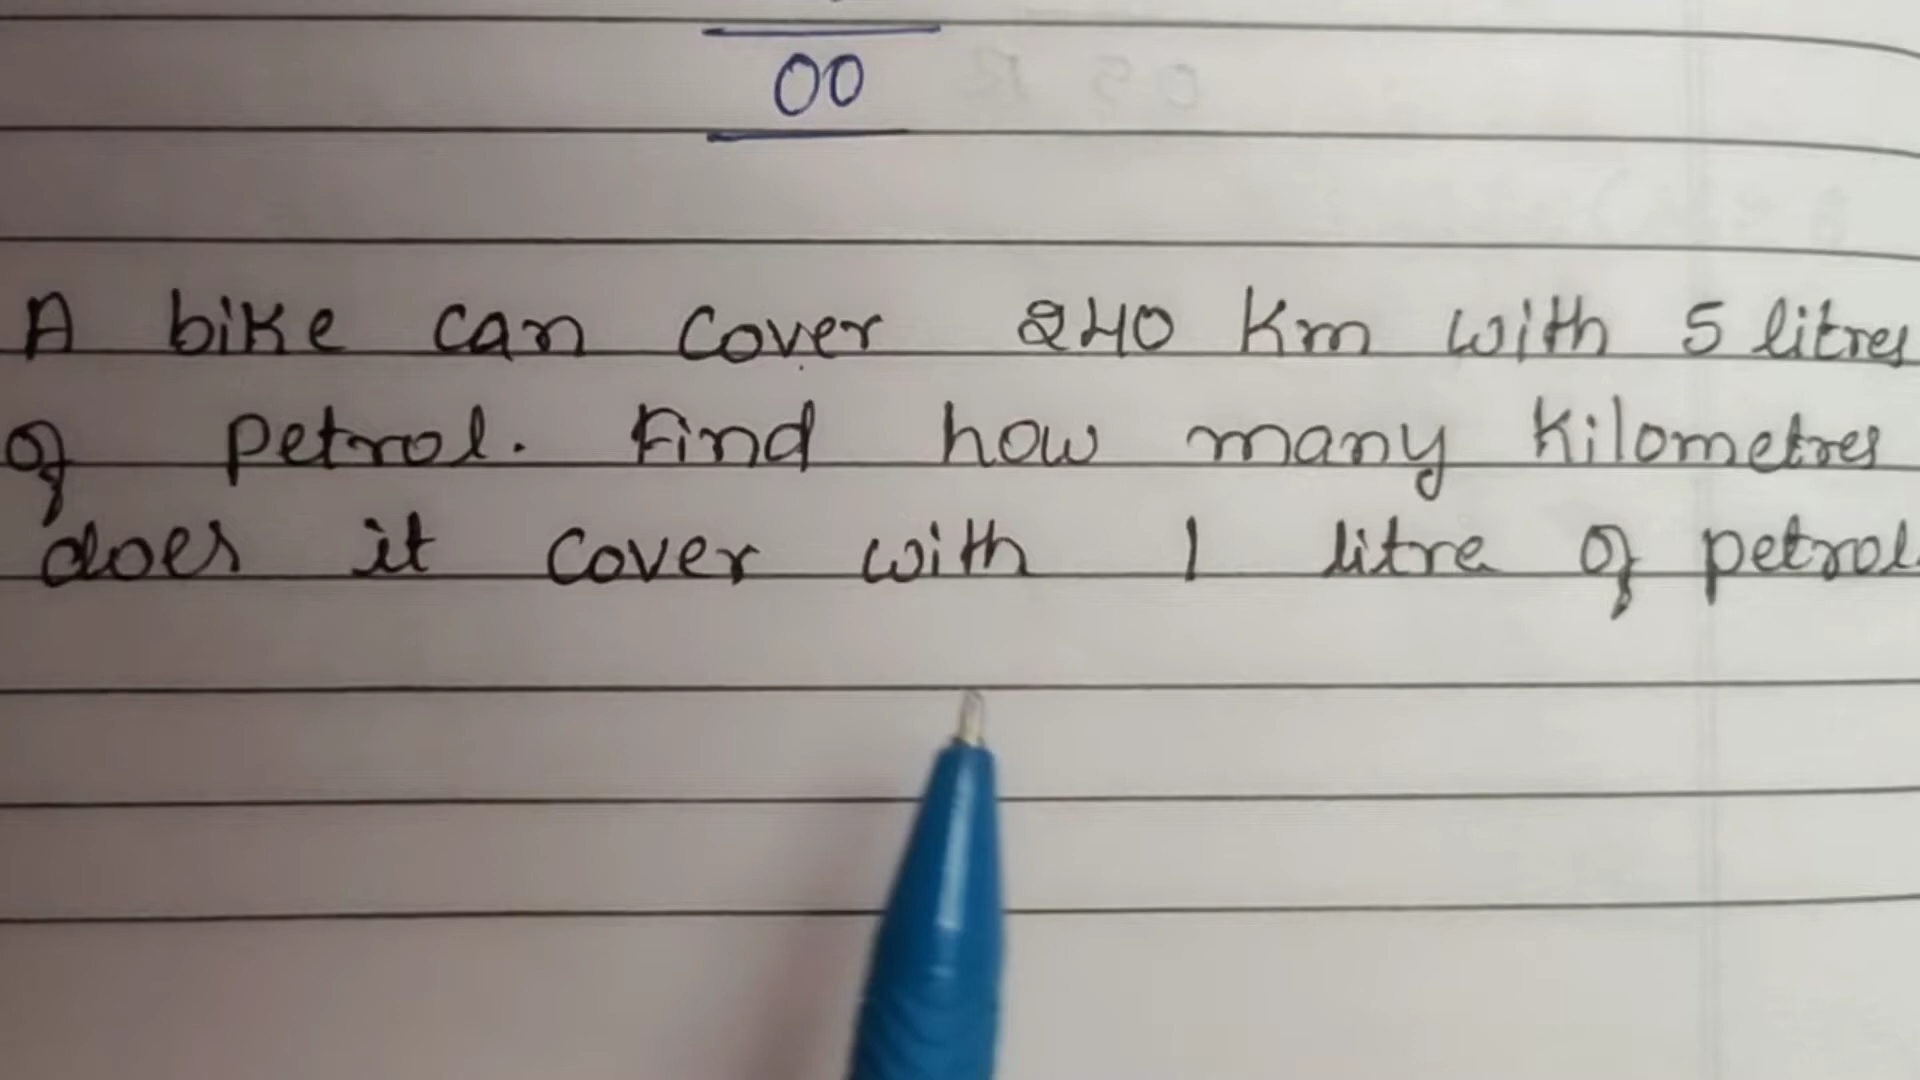 00
A bike can cover 240 Km with 5 litres
of petrol. Find how many kilometres
does it cover with 1 litre of petrol.